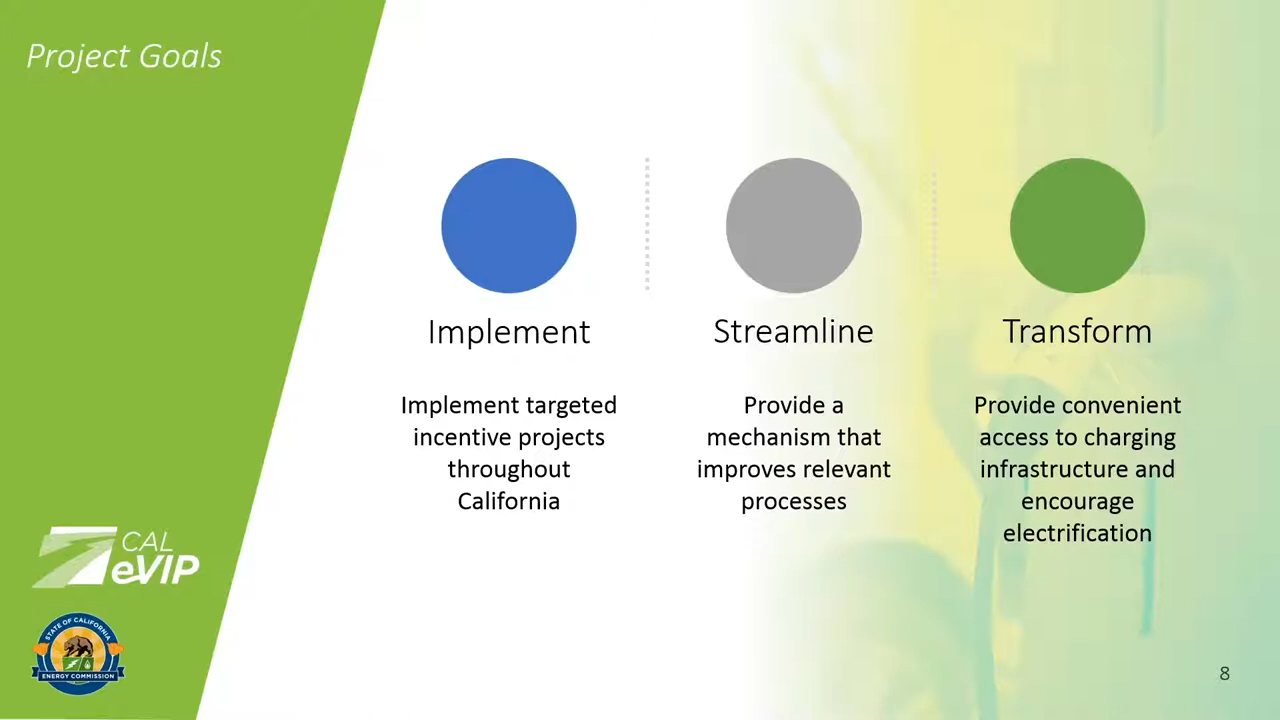 Project Goals
Implement
Streamline
Transform
Implement targeted
incentive projects
throughout
California
Provide a
mechanism that
improves relevant
processes
Provide convenient
access to charging
infrastructure and
encourage
electrification
CAL
eVIP
STATE OF CALIFORNIA
ENERGY COMMISSION
8